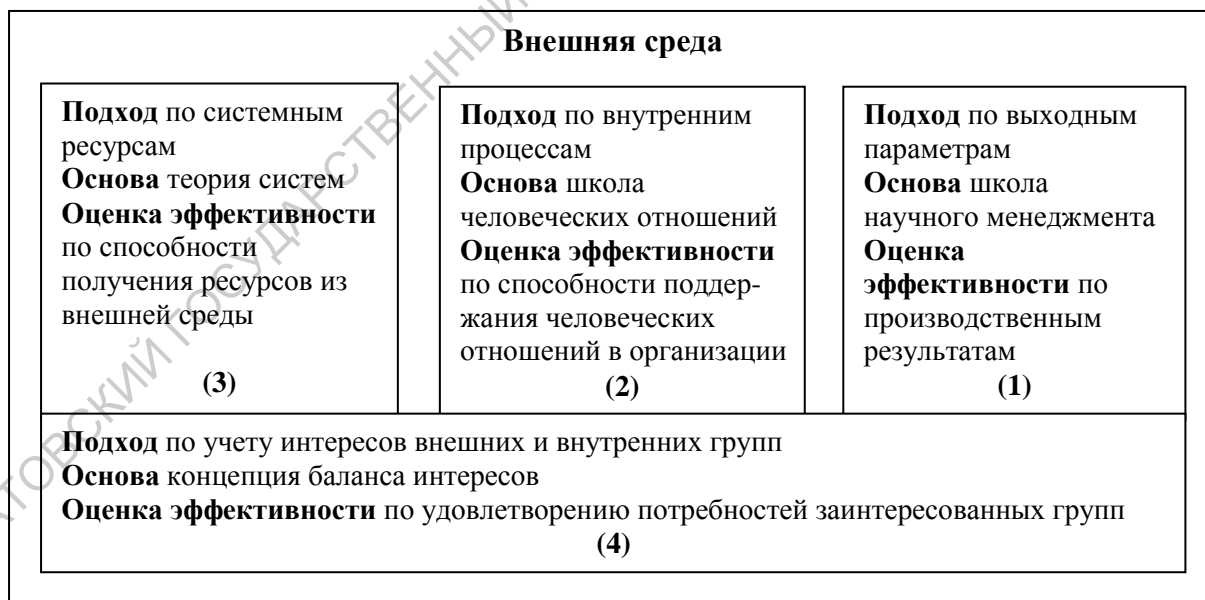 Внешняя среда
Подход по системным
ресурсам
Основа теория систем
Оценка эффективности
по способности
получения ресурсов из
внешней среды
(3)
Подход по внутренним
процессам
Основа школа
человеческих отношений
Оценка эффективности
по способности поддер-
жания человеческих
отношений в организации
(2)
Подход по выходным
параметрам
Основа школа
научного менеджмента
Оценка
эффективности по
производственным
результатам
(1)
Подход по учету интересов внешних и внутренних групп
Основа концепция баланса интересов
Оценка эффективности по удовлетворению потребностей заинтересованных групп
(4)
АТОВСКИЙ ГОСУДАРСТВЕННЫЙ